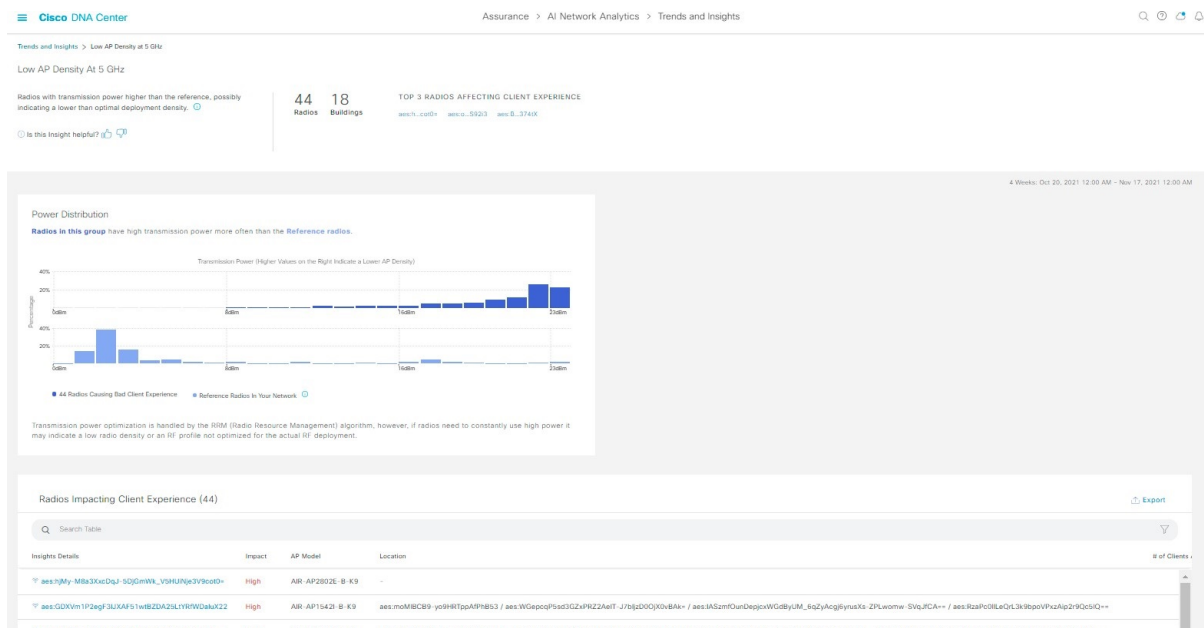 Cisco DNA Center
Assurance > AI Network Analytics > Trends and Insights
Trends and Insights > Low AP Density at 5 GHz
Low AP Density At 5 GHz
Radios with transmission power higher than the reference, possibly
indicating a lower than optimal deployment density.
Is this Insight helpful?
44 18
Radios Buildings
TOP 3 RADIOS AFFECTING CLIENT EXPERIENCE
aes:h...cot0= aes:o...592i3 aes:B...374tX
4 Weeks: Oct 20, 2021 12:00 AM - Nov 17, 2021 12:00 AM
Power Distribution
Radios in this group have high transmission power more often than the Reference radios.
Transmission Power (Higher Values on the Right Indicate a Lower AP Density)
Percentage
40%
20%
0dBm 8dBm 16dBm 23dBm
40%
20%
0dBm 8dBm 16dBm 23dBm
44 Radios Causing Bad Client Experience Reference Radios In Your Network
Transmission power optimization is handled by the RRM (Radio Resource Management) algorithm, however, if radios need to constantly use high power it
may indicate a low radio density or an RF profile not optimized for the actual RF deployment.
Radios Impacting Client Experience (44)
Export
Search Table
Insights Details Impact AP Model Location # of Clients
High AIR-AP2802E-B-K9 -
High AIR-AP1542I-B-K9